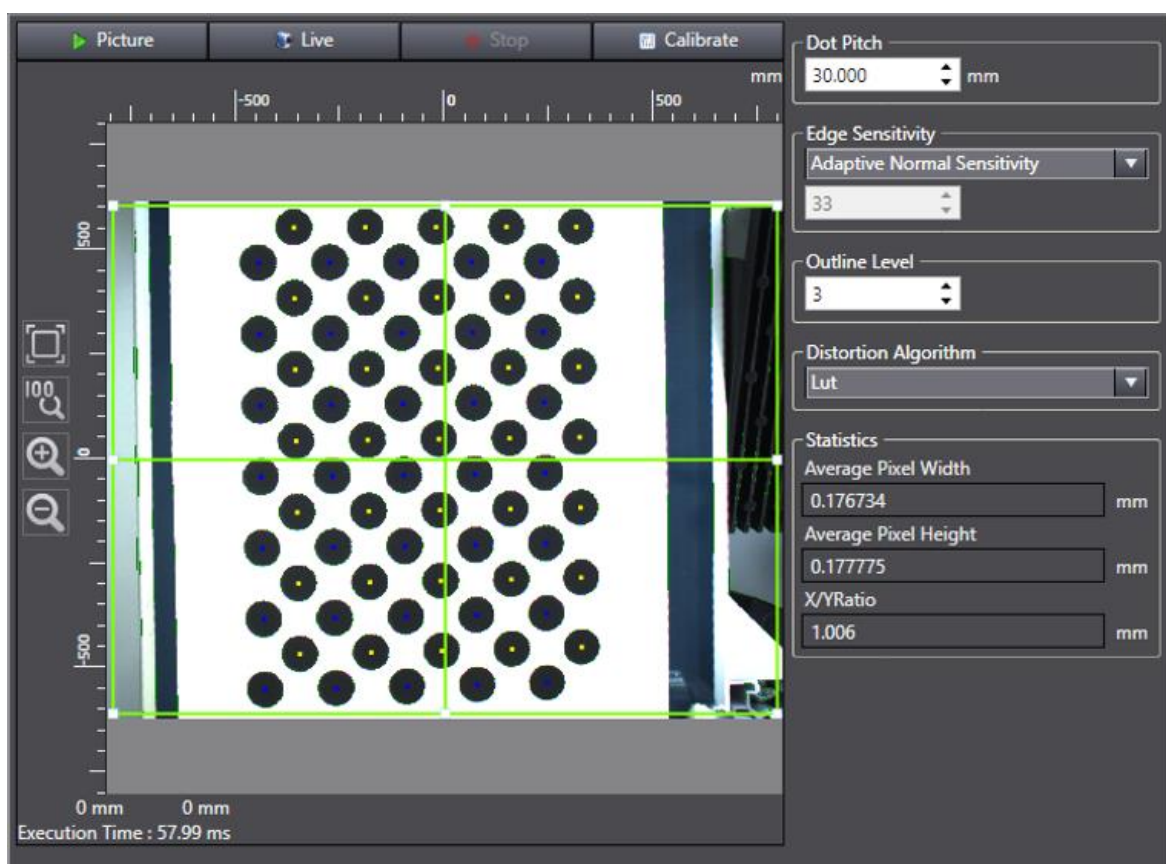 Picture
Live
Stop
Calibrate
mm
-500
0
500
500
0
-500
100
0 mm
0 mm
Execution Time : 57.99 ms
Dot Pitch
30.000
mm
Edge Sensitivity
Adaptive Normal Sensitivity
33
Outline Level
3
Distortion Algorithm
Lut
Statistics
Average Pixel Width
0.176734 mm
Average Pixel Height
0.177775 mm
X/YRatio
1.006 mm